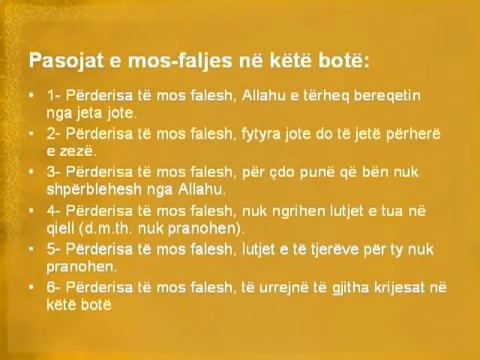 Pasojat e mos-faljes në këtë botë:
• 1- Përderisa të mos falesh, Allahu e tërheq bereqetin
nga jeta jote.
• 2- Përderisa të mos falesh, fytyra jote do të jetë përherë
e zezë.
• 3- Përderisa të mos falesh, për çdo punë që bën nuk
shpërblehesh nga Allahu.
• 4- Përderisa të mos falesh, nuk ngrihen lutjet e tua në
qiell (d.m.th. nuk pranohen).
• 5- Përderisa të mos falesh, lutjet e të tjerëve për ty nuk
pranohen.
• 6- Përderisa të mos falesh, të urrejnë të gjitha krijesat në
këtë botë